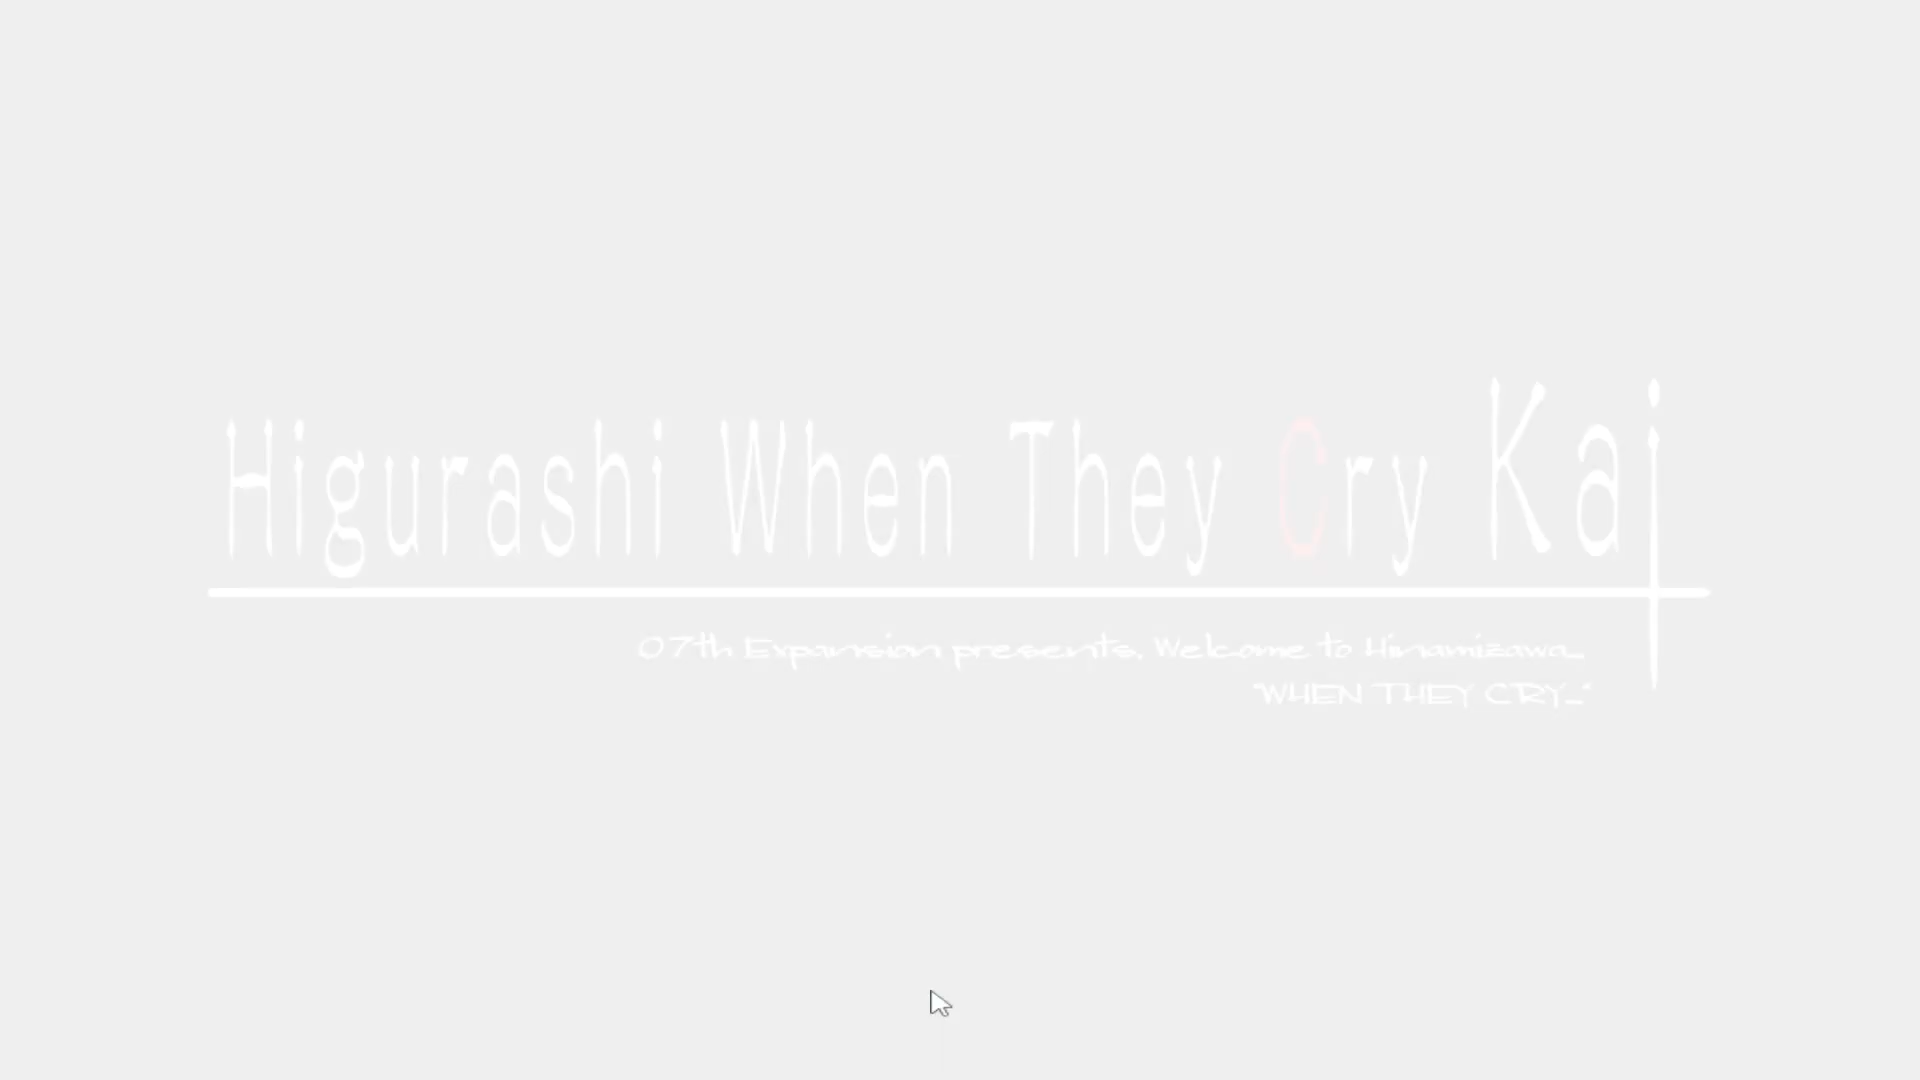 Higurashi When They Cry Kai
07th Expansion presents. Welcome to Hinamizawa...
"WHEN THEY CRY..."